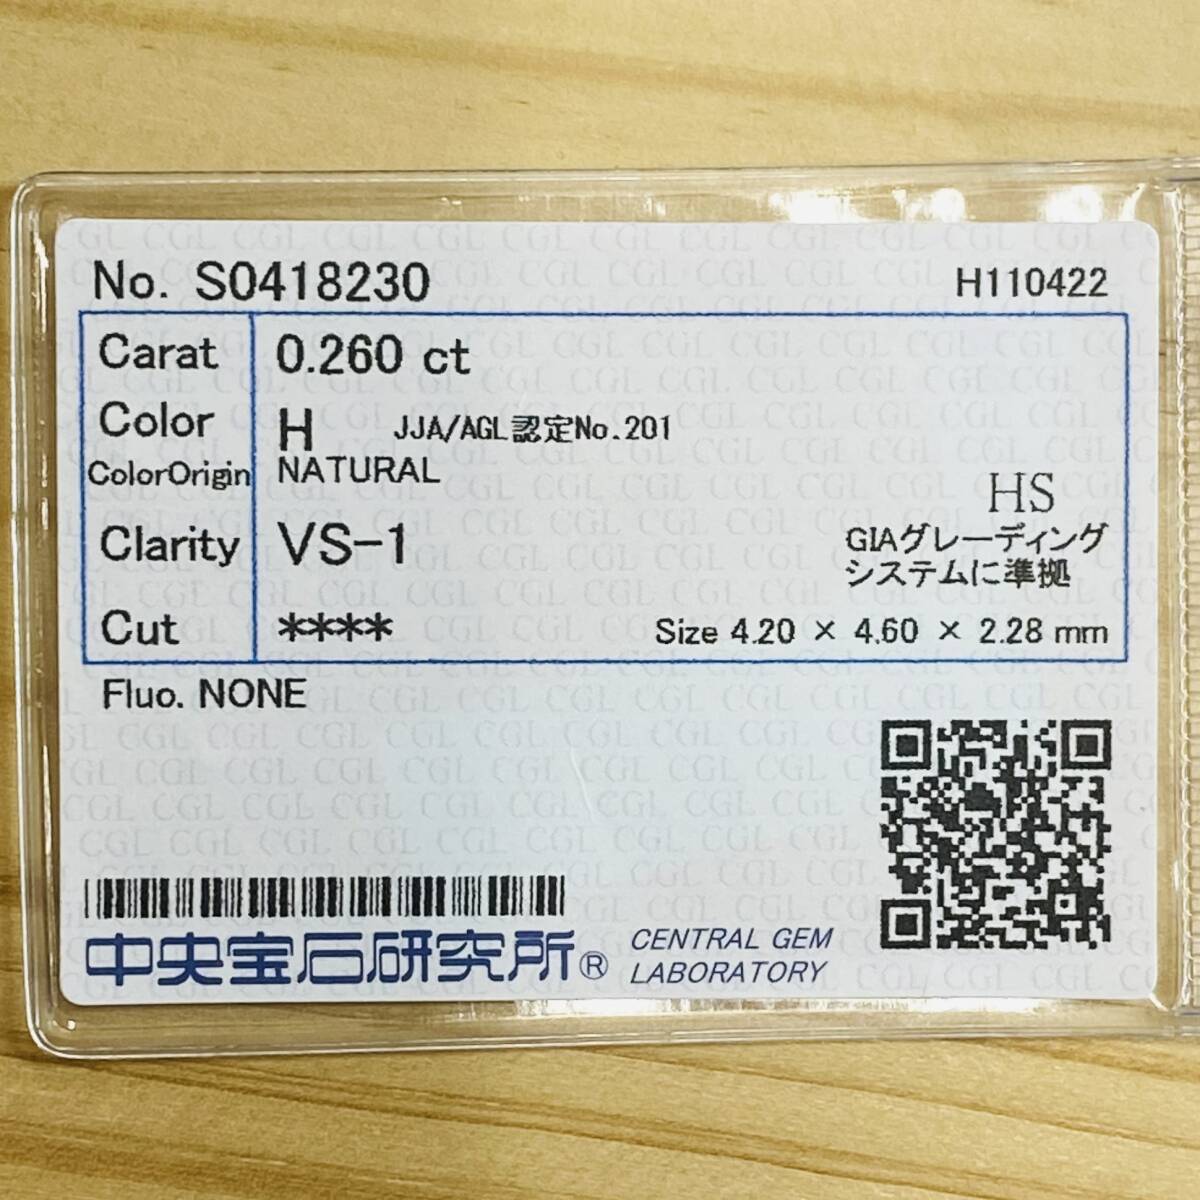 No. S0418230 H110422
Carat 0.260 ct
Color H JJA/AGL認定No.201
ColorOrigin NATURAL
HS
Clarity VS-1 GIAグレーディング
システムに準拠
Cut **** Size 4.20 × 4.60 × 2.28 mm
Fluo. NONE
中央宝石研究所® CENTRAL GEM
LABORATORY